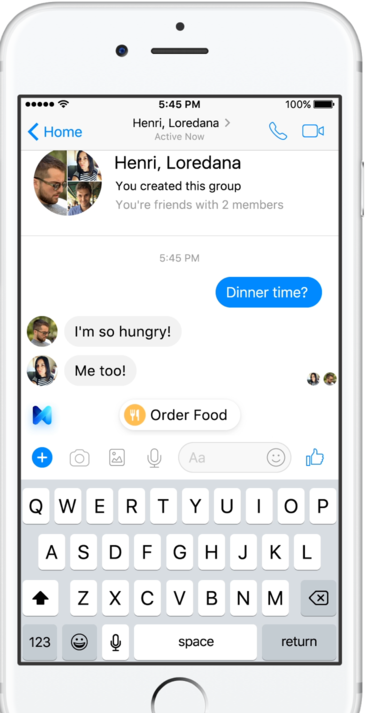 5:45 PM 100%
Home Henri, Loredana
Active Now
Henri, Loredana
You created this group
You're friends with 2 members
5:45 PM
Dinner time?
I'm so hungry!
Me too!
Order Food
Aa
Q W E R T Y U I O P
A S D F G H J K L
Z X C V B N M
123 space return